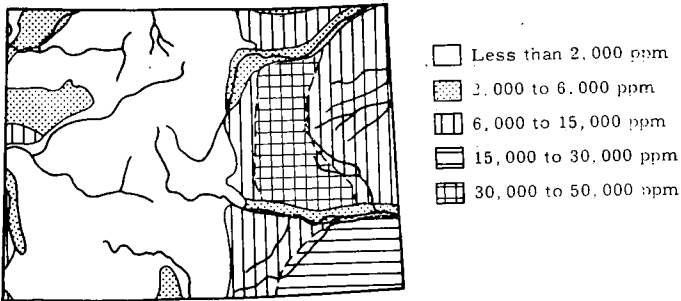 Less than 2,000 ppm
2,000 to 6,000 ppm
6,000 to 15,000 ppm
15,000 to 30,000 ppm
30,000 to 50,000 ppm